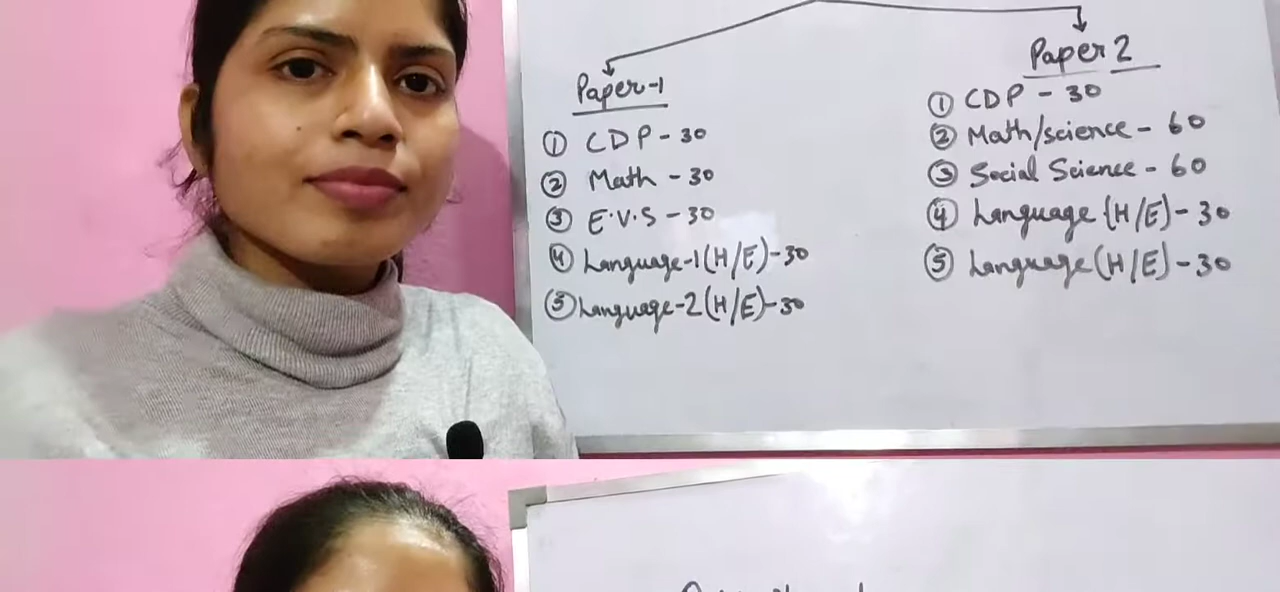 Paper-1
① CDP - 30
② Math - 30
③ E.V.S - 30
④ Language-1(H/E)-30
⑤ Language-2(H/E)-30
Paper 2
① CDP - 30
② Math/science - 60
③ Social Science - 60
④ Language (H/E)-30
⑤ Language (H/E)-30